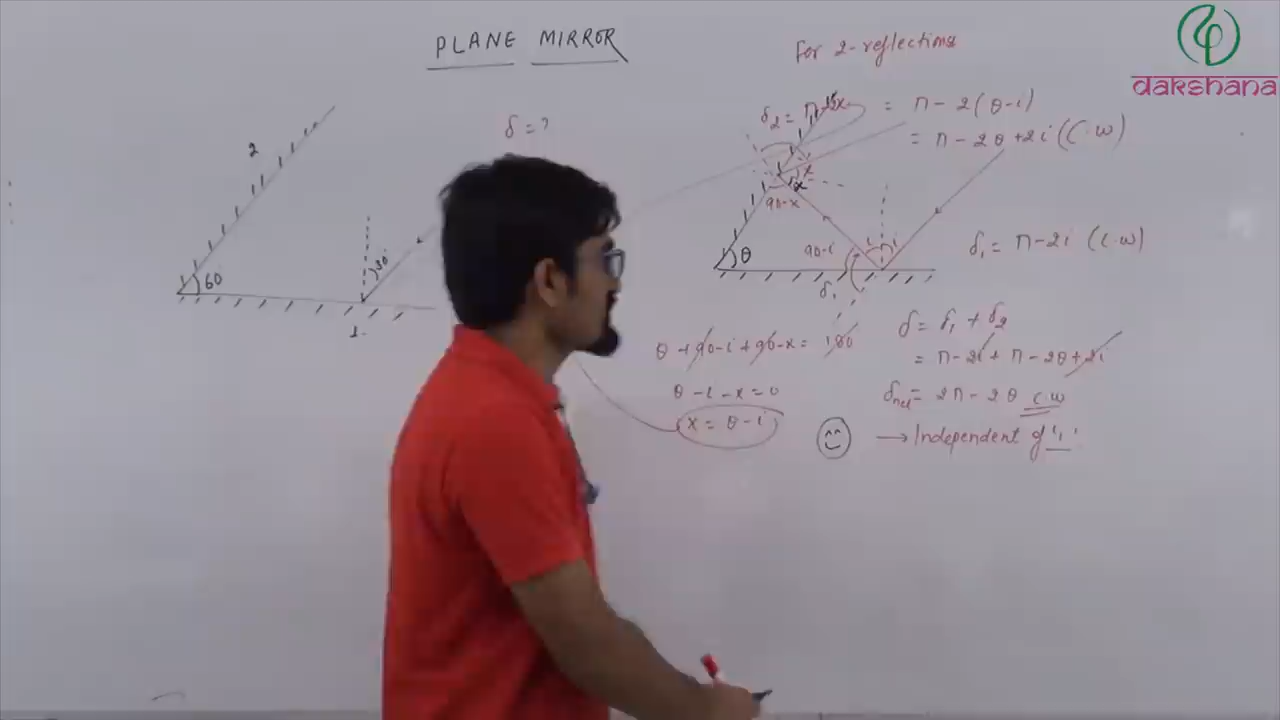 PLANE MIRROR
2
δ = ?
60
30
1
For 2-reflections
δ₂ = π-2x = π - 2(θ-i)
= π - 2θ + 2i (C.W)
x
x
90-x
θ
90-i
i
i
δ₁
δ₁ = π-2i (C.W)
θ + 90-i + 90-x = 180
θ - i - x = 0
x = θ - i
δ = δ₁ + δ₂
= π - 2i + π - 2θ + 2i
δnet = 2π - 2θ C.W
→ Independent of 'i'
dakshana